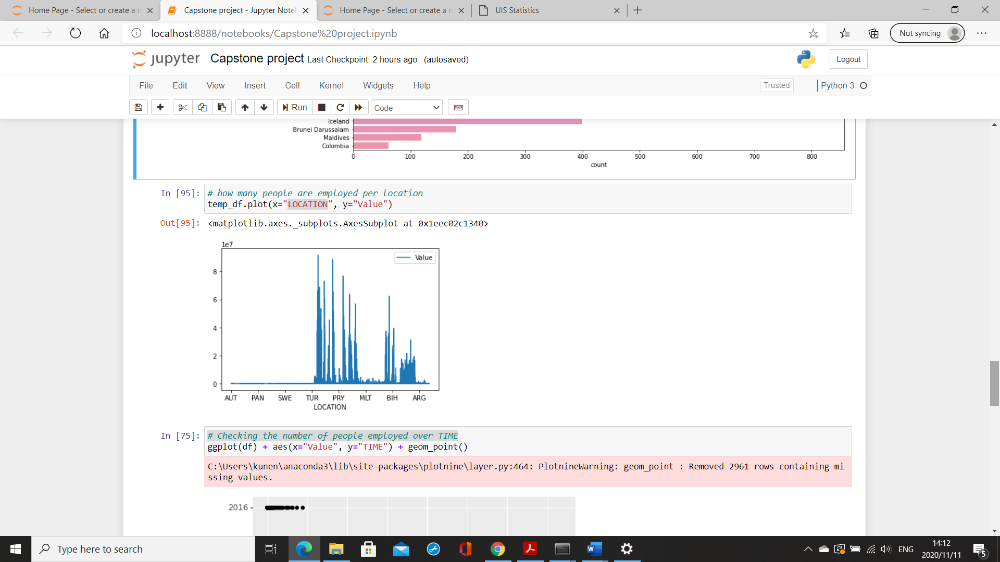 Home Page - Select or create a n
Capstone project - Jupyter Note
Home Page - Select or create a n
UIS Statistics
localhost:8888/notebooks/Capstone%20project.ipynb
Not syncing
jupyter Capstone project Last Checkpoint: 2 hours ago (autosaved)
Logout
File Edit View Insert Cell Kernel Widgets Help
Trusted
Python 3
Run
Code
Iceland
Brunei Darussalam
Maldives
Colombia
0 100 200 300 400 500 600 700 800
count
In [95]: # how many people are employed per location
temp_df.plot(x="LOCATION", y="Value")
Out[95]: <matplotlib.axes._subplots.AxesSubplot at 0x1eec02c1340>
1e7
Value
8
6
4
2
0
AUT PAN SWE TUR PRY MLT BIH ARG
LOCATION
In [75]: # Checking the number of people employed over TIME
ggplot(df) + aes(x="Value", y="TIME") + geom_point()
C:\Users\kunen\anaconda3\lib\site-packages\plotnine\layer.py:464: PlotnineWarning: geom_point : Removed 2961 rows containing mi
ssing values.
2016
Type here to search
ENG
14:12
2020/11/11
5